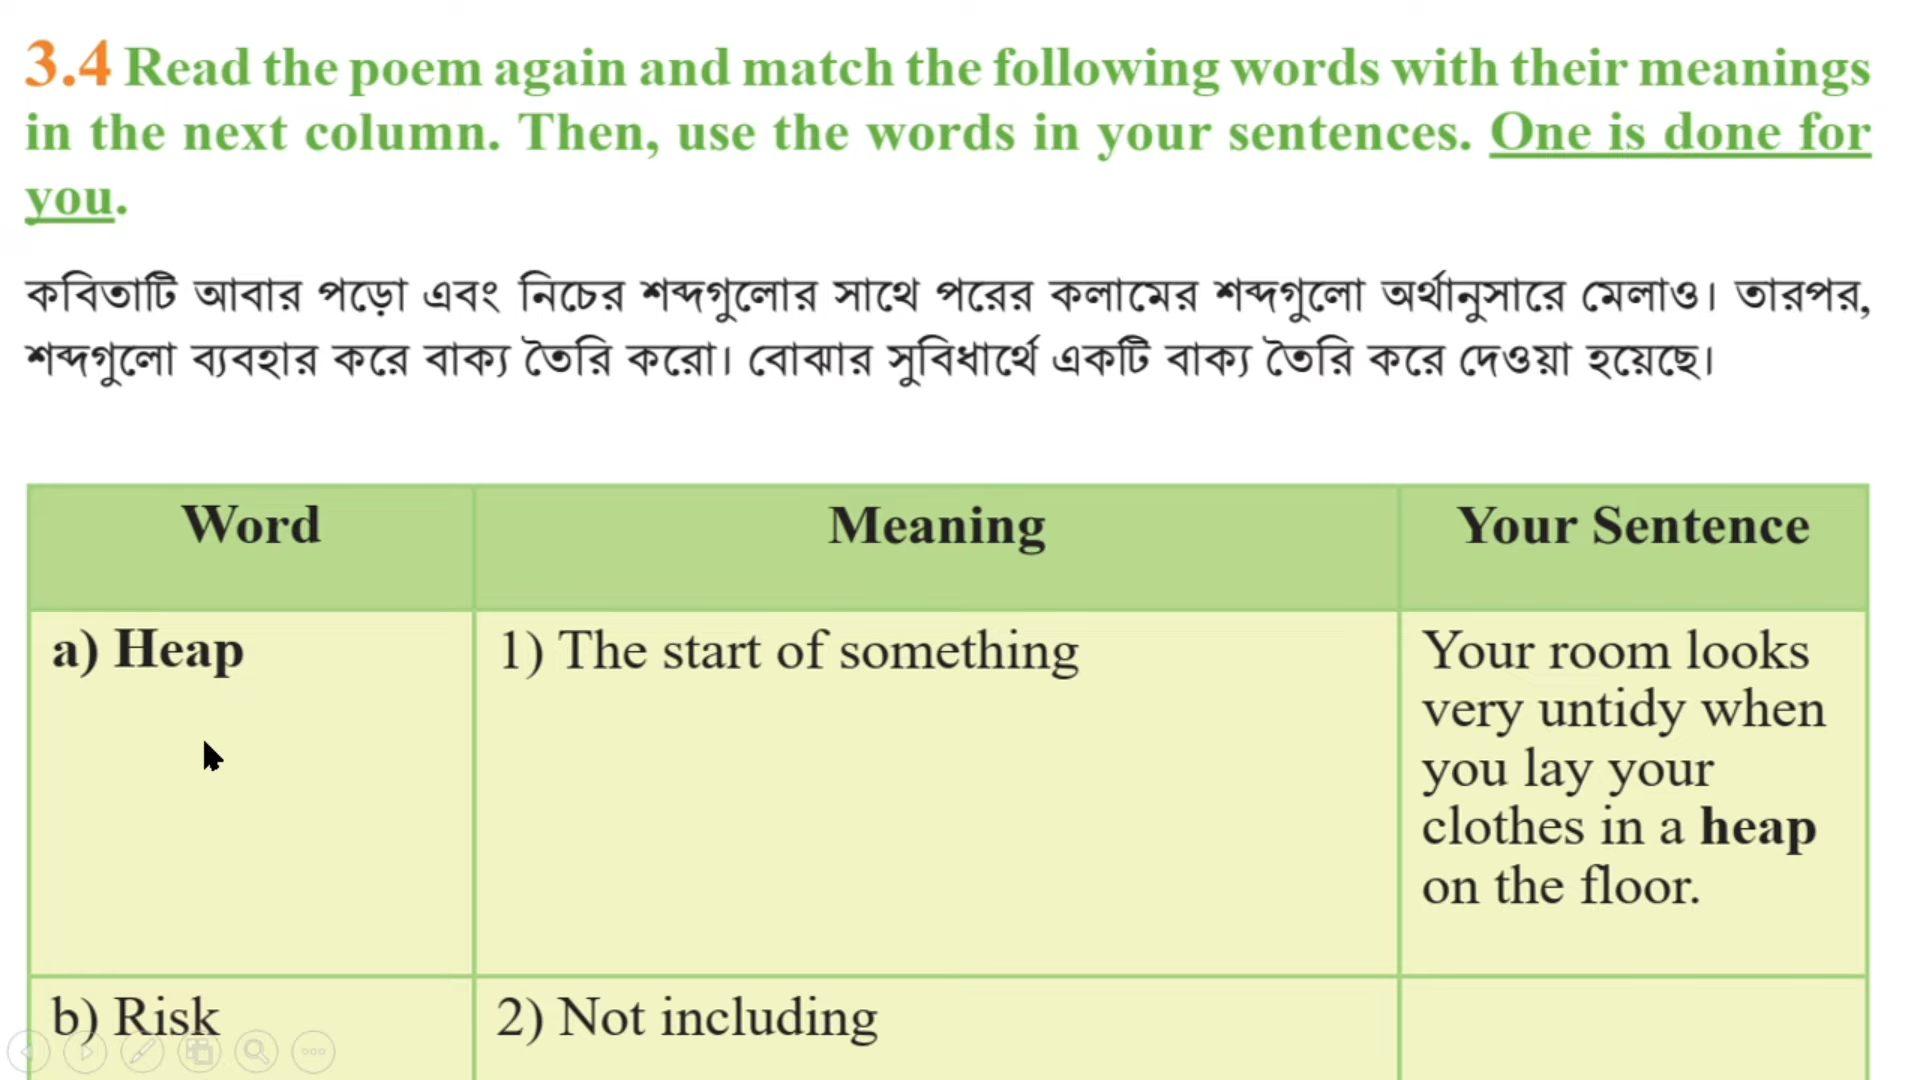 3.4 Read the poem again and match the following words with their meanings
in the next column. Then, use the words in your sentences. One is done for
you.
কবিতাটি আবার পড়ো এবং নিচের শব্দগুলোর সাথে পরের কলামের শব্দগুলো অর্থানুসারে মেলাও। তারপর,
শব্দগুলো ব্যবহার করে বাক্য তৈরি করো। বোঝার সুবিধার্থে একটি বাক্য তৈরি করে দেওয়া হয়েছে।
Word Meaning Your Sentence
a) Heap 1) The start of something Your room looks
very untidy when
you lay your
clothes in a heap
on the floor.
b) Risk 2) Not including